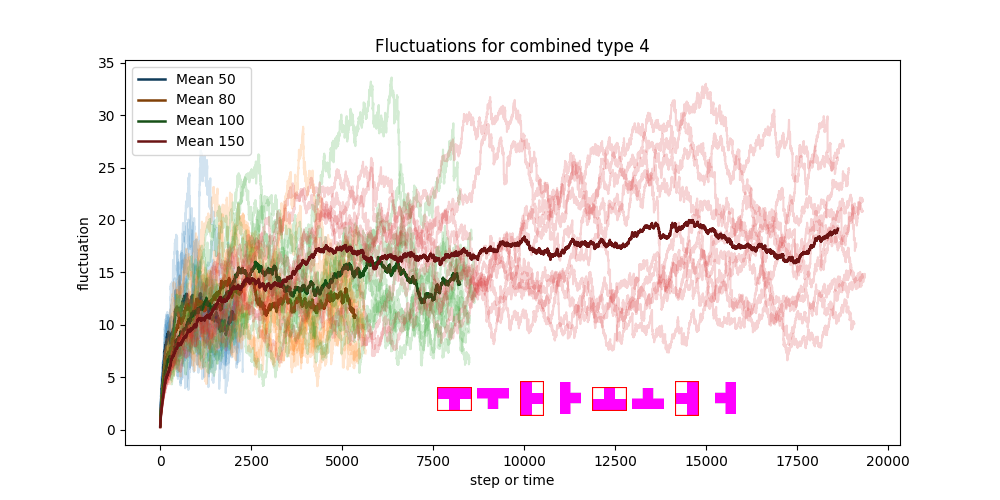 Fluctuations for combined type 4
35
30
25
20
15
10
5
0
fluctuation
Mean 50
Mean 80
Mean 100
Mean 150
0 2500 5000 7500 10000 12500 15000 17500 20000
step or time